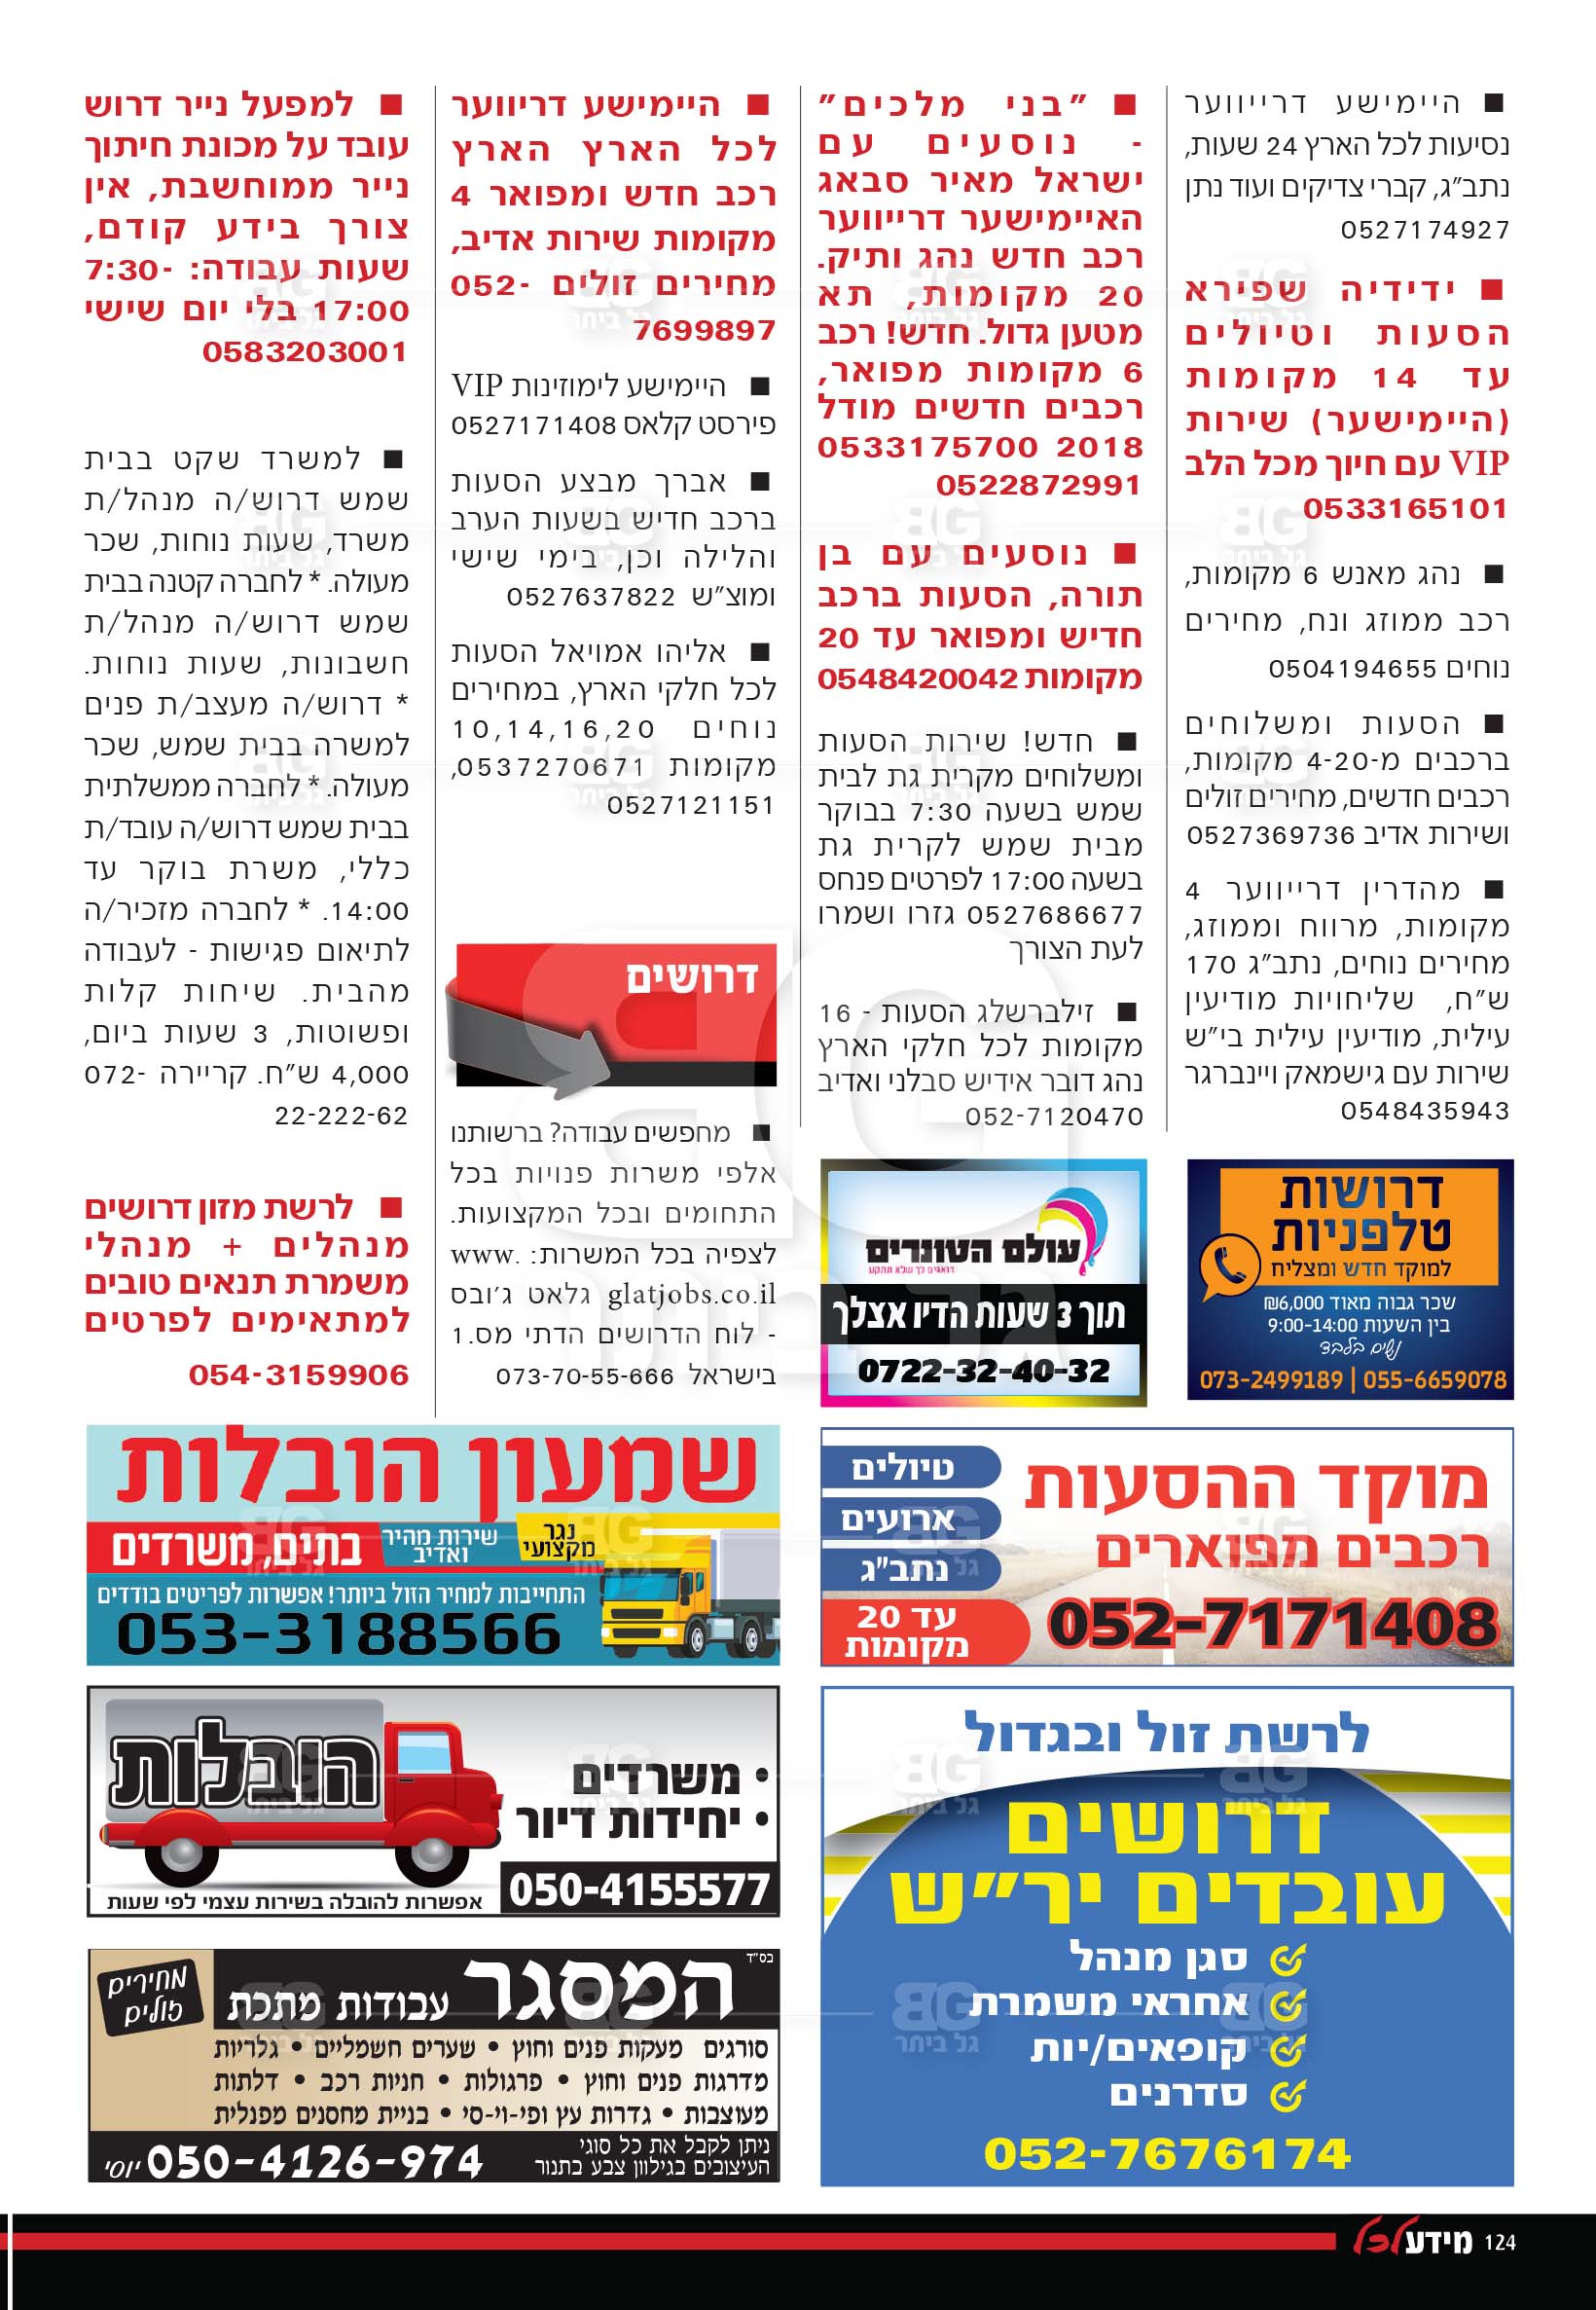 ■ היימישע דרייווער
נסיעות לכל הארץ 24 שעות,
נתב"ג, קברי צדיקים ועוד נתן
0527174927
■ ידידיה שפירא
הסעות וטיולים
עד 14 מקומות
(היימישער) שירות
VIP עם חיוך מכל הלב
0533165101
■ נהג מאנש 6 מקומות,
רכב ממוזג ונח, מחירים
נוחים 0504194655
■ הסעות ומשלוחים
ברכבים מ-4-20 מקומות,
רכבים חדשים, מחירים זולים
ושירות אדיב 0527369736
■ מהדרין דרייווער 4
מקומות, מרווח וממוזג,
מחירים נוחים, נתב"ג 170
ש"ח, שליחויות מודיעין
עילית, מודיעין עילית בי"ש
שירות עם גישמאק ויינברגר
0548435943
■ "בני מלכים"
- נוסעים עם
ישראל מאיר סבאג
האיימישער דרייווער
רכב חדש נהג ותיק.
20 מקומות, תא
מטען גדול. חדש! רכב
6 מקומות מפואר,
רכבים חדשים מודל
2018 0533175700
0522872991
■ נוסעים עם בן
תורה, הסעות ברכב
חדיש ומפואר עד 20
מקומות 0548420042
■ חדש! שירות הסעות
ומשלוחים מקרית גת לבית
שמש בשעה 7:30 בבוקר
מבית שמש לקרית גת
בשעה 17:00 לפרטים פנחס
0527686677 גזרו ושמרו
לעת הצורך
■ זילברשלג הסעות - 16
מקומות לכל חלקי הארץ
נהג דובר אידיש סבלני ואדיב
052-7120470
■ היימישע דריווער
לכל הארץ הארץ
רכב חדש ומפואר 4
מקומות שירות אדיב,
מחירים זולים 052-
7699897
■ היימישע לימוזינות VIP
פירסט קלאס 0527171408
■ אברך מבצע הסעות
ברכב חדיש בשעות הערב
והלילה וכן, בימי שישי
ומוצ"ש 0527637822
■ אליהו אמויאל הסעות
לכל חלקי הארץ, במחירים
נוחים 10,14,16,20
מקומות 0537270671,
0527121151
דרושים
■ מחפשים עבודה? ברשותנו
אלפי משרות פנויות בכל
התחומים ובכל המקצועות.
לצפיה בכל המשרות: www.
glatjobs.co.il גלאט ג'ובס
- לוח הדרושים הדתי מס.1
בישראל 073-70-55-666
■ למפעל נייר דרוש
עובד על מכונת חיתוך
נייר ממוחשבת, אין
צורך בידע קודם,
שעות עבודה: 7:30-
17:00 בלי יום שישי
0583203001
■ למשרד שקט בבית
שמש דרוש/ה מנהל/ת
משרד, שעות נוחות, שכר
מעולה. * לחברה קטנה בבית
שמש דרוש/ה מנהל/ת
חשבונות, שעות נוחות.
* דרוש/ה מעצב/ת פנים
למשרה בבית שמש, שכר
מעולה. * לחברה ממשלתית
בבית שמש דרוש/ה עובד/ת
כללי, משרת בוקר עד
14:00. * לחברה מזכיר/ה
לתיאום פגישות - לעבודה
מהבית. שיחות קלות
ופשוטות, 3 שעות ביום,
4,000 ש"ח. קריירה 072-
22-222-62
■ לרשת מזון דרושים
מנהלים + מנהלי
משמרת תנאים טובים
למתאימים לפרטים
054-3159906
דרושות
טלפניות
למוקד חדש ומצליח
שכר גבוה מאוד 6,000₪
בין השעות 9:00-14:00
נשים בלבד
073-2499189 | 055-6659078
עולם הטונרים
דואגים לך שלא תתקע
תוך 3 שעות הדיו אצלך
0722-32-40-32
מוקד ההסעות
רכבים מפוארים
052-7171408
טיולים
ארועים
נתב"ג
עד 20
מקומות
שמעון הובלות
נגר
מקצועי
שירות מהיר
ואדיב
בתים, משרדים
התחייבות למחיר הזול ביותר! אפשרות לפריטים בודדים
053-3188566
הובלות
• משרדים
• יחידות דיור
050-4155577
אפשרות להובלה בשירות עצמי לפי שעות
לרשת זול ובגדול
דרושים
עובדים יר"ש
סגן מנהל
אחראי משמרת
קופאים/יות
סדרנים
052-7676174
בס"ד
המסגר עבודות מתכת
מחירים
זולים
סורגים מעקות פנים וחוץ • שערים חשמליים • גלריות
מדרגות פנים וחוץ • פרגולות • חניות רכב • דלתות
מעוצבות • גדרות עץ ופי-וי-סי • בניית מחסנים מפנלית
ניתן לקבל את כל סוגי
העיצובים בגילוון צבע בתנור
050-4126-974 יוסי
124 מידע לכל
BG
גל ביתר